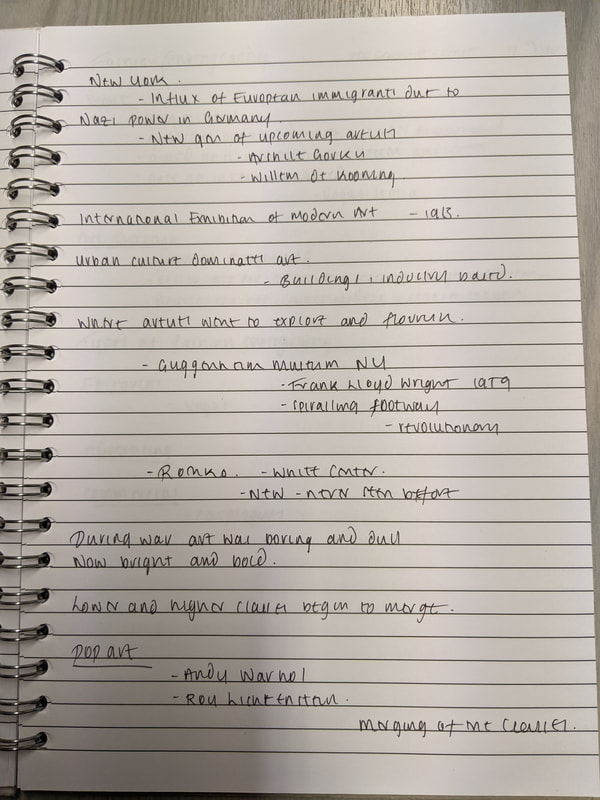 New York.
- Influx of European immigrants due to
Nazi power in Germany.
- New gen of upcoming artists
- Archile Gorky
- Willem De Kooning
International Exhibition of Modern Art - 1913.
Urban culture dominates art.
- Buildings, industry based.
Where artists went to explore and flourish.
- Guggenheim Museum NY
- Frank Lloyd Wright 1959
- spiralling footway
- revolutionary
- Rothko. - White Center.
- New - never seen before
During war art was boring and dull
Now bright and bold.
Lower and higher classes began to merge.
Pop art
- Andy Warhol
- Roy Lichtenstein.
Merging of the classes.